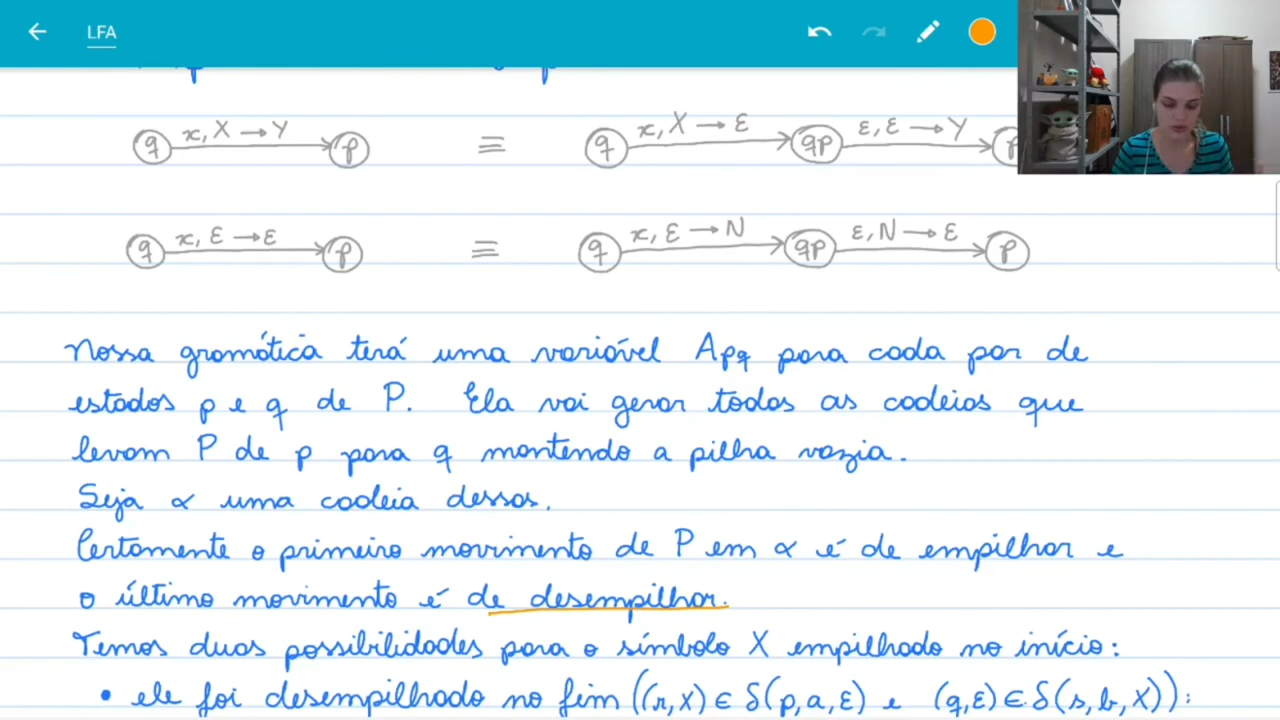 LFA
q x, X → Y p ≡ q x, X → ε qp ε, ε → Y p
q x, ε → ε p ≡ q x, ε → N qp ε, N → ε p
Nossa gramática terá uma variável Apq para cada par de
estados p e q de P. Ela vai gerar todas as cadeias que
levam P de p para q mantendo a pilha vazia.
Seja α uma cadeia dessas.
Certamente o primeiro movimento de P em α é de empilhar e
o último movimento é de desempilhar.
Temos duas possibilidades para o símbolo X empilhado no início:
• ele foi desempilhado no fim ((r,X) ∈ δ(p,a,ε) e (q,ε) ∈ δ(s,b,X)):